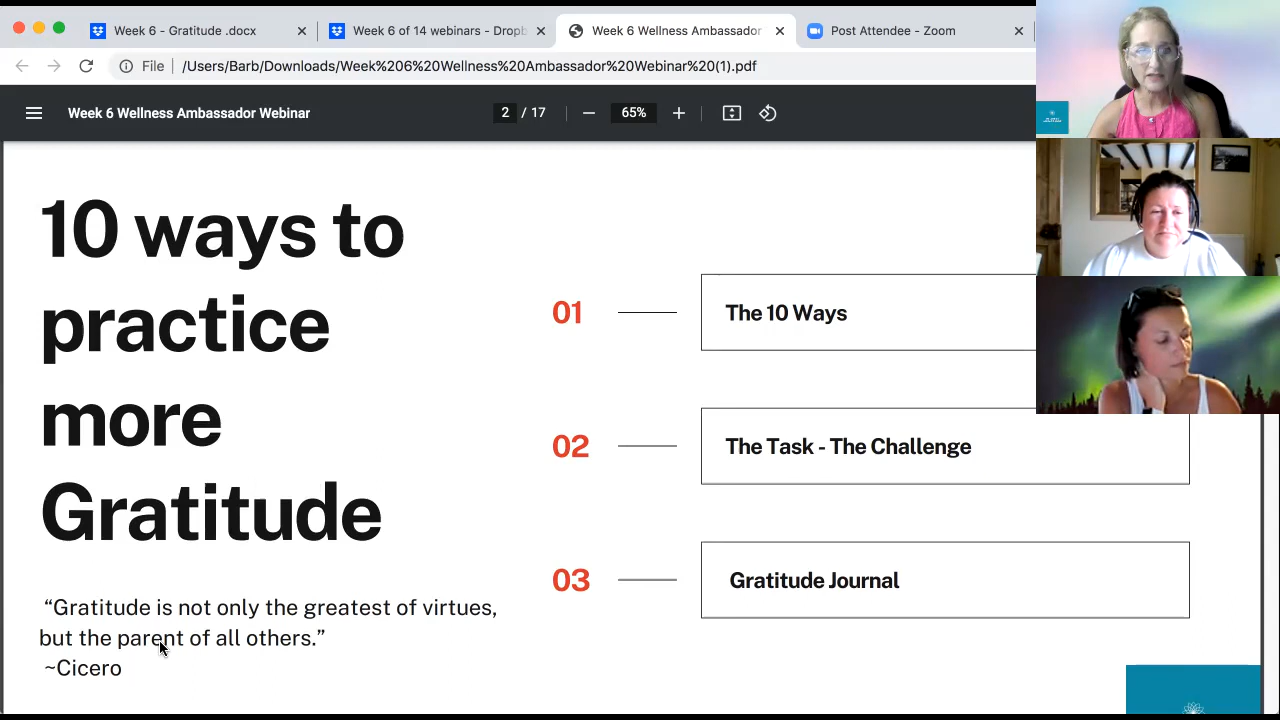 Week 6 - Gratitude .docx
Week 6 of 14 webinars - Dropb
Week 6 Wellness Ambassador
Post Attendee - Zoom
File
/Users/Barb/Downloads/Week%206%20Wellness%20Ambassador%20Webinar%20(1).pdf
Week 6 Wellness Ambassador Webinar
2 / 17
65%
10 ways to
practice
more
Gratitude
“Gratitude is not only the greatest of virtues,
but the parent of all others.”
~Cicero
01
The 10 Ways
02
The Task - The Challenge
03
Gratitude Journal